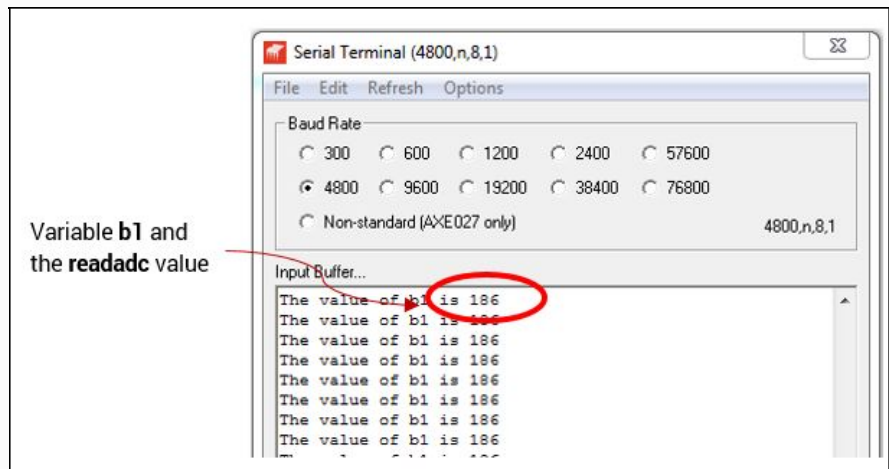 Serial Terminal (4800,n,8,1)
File Edit Refresh Options
Baud Rate
300 600 1200 2400 57600
4800 9600 19200 38400 76800
Non-standard (AXE027 only) 4800,n,8,1
Variable b1 and
the readadc value
Input Buffer...
The value of b1 is 186
The value of b1 is 186
The value of b1 is 186
The value of b1 is 186
The value of b1 is 186
The value of b1 is 186
The value of b1 is 186
The value of b1 is 186